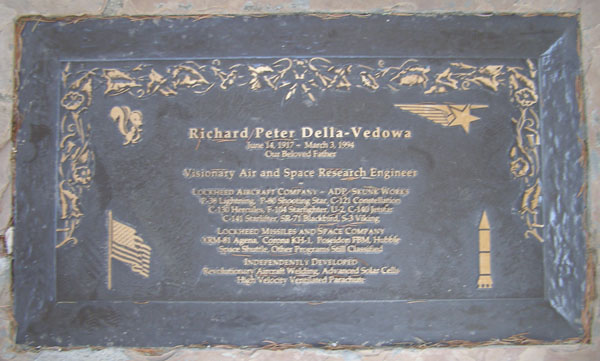 Richard Peter Della-Vedowa
June 14, 1917 - March 3, 1994
Our Beloved Father
Visionary Air and Space Research Engineer
Lockheed Aircraft Company - ADP / Skunk Works
P-38 Lightning, F-80 Shooting Star, C-121 Constellation
C-130 Hercules, F-104 Starfighter, U-2, C-140 Jetstar
C-141 Starlifter, SR-71 Blackbird, S-3 Viking
Lockheed Missiles and Space Company
XRM-81 Agena, Corona KH-1, Poseidon FBM, Hubble
Space Shuttle, Other Programs Still Classified
Independently Developed
Revolutionary Aircraft Welding, Advanced Solar Cells
High Velocity Ventilated Parachute